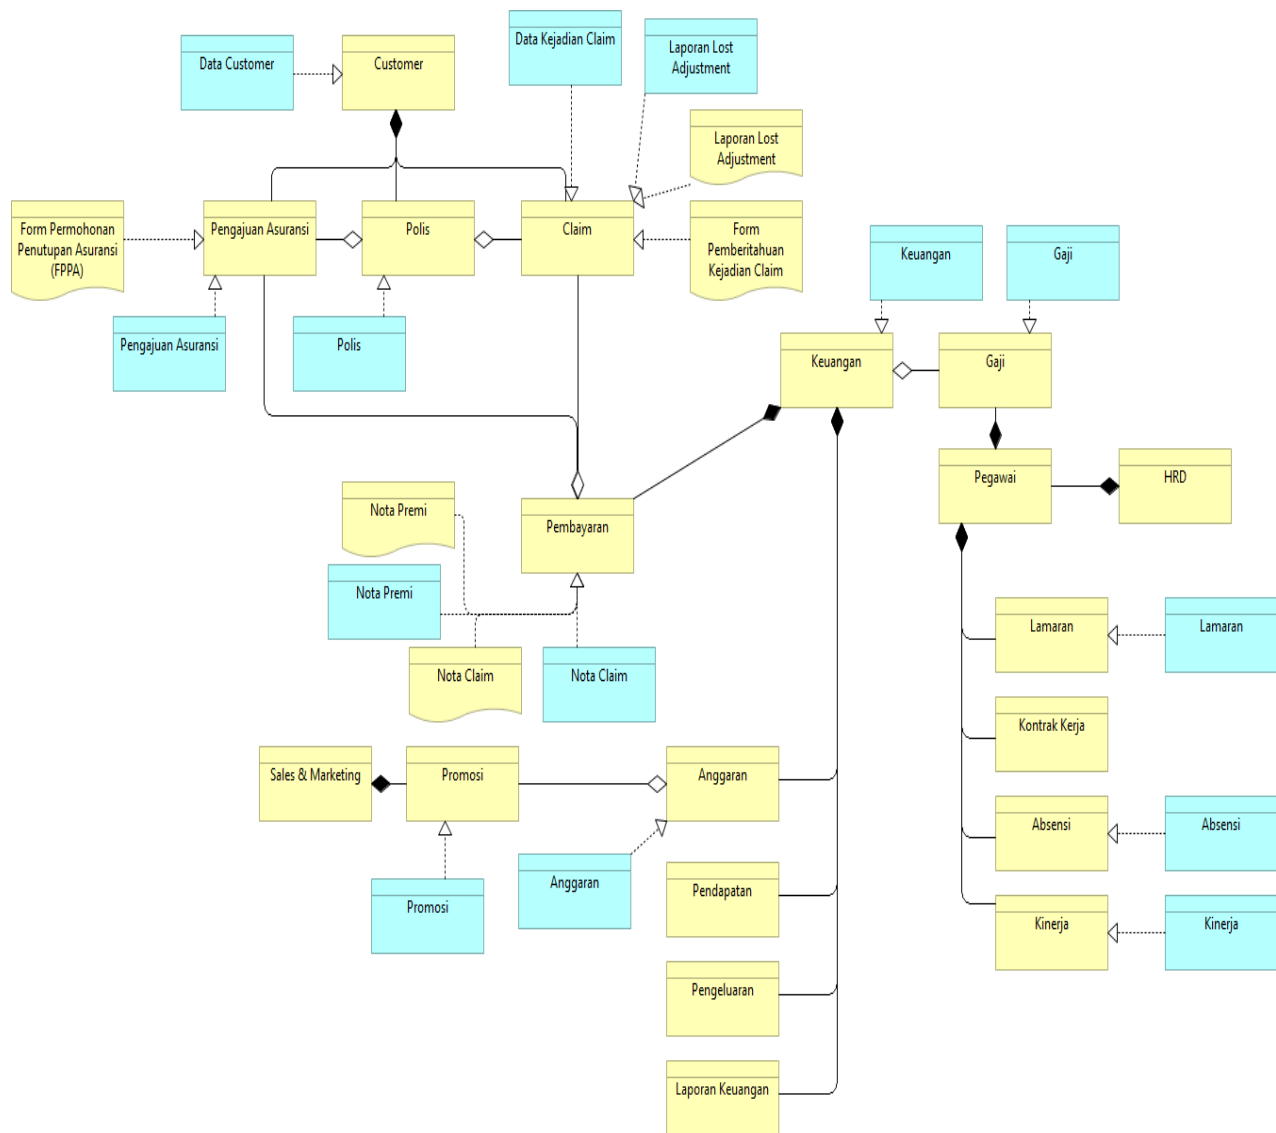 Data Customer
Customer
Data Kejadian Claim
Laporan Lost
Adjustment
Laporan Lost
Adjustment
Form Permohonan
Penutupan Asuransi
(FPPA)
Pengajuan Asuransi
Polis
Claim
Form
Pemberitahuan
Kejadian Claim
Keuangan
Gaji
Pengajuan Asuransi
Polis
Keuangan
Gaji
Pegawai
HRD
Nota Premi
Pembayaran
Nota Premi
Nota Claim
Nota Claim
Lamaran
Lamaran
Kontrak Kerja
Sales & Marketing
Promosi
Anggaran
Absensi
Absensi
Promosi
Anggaran
Pendapatan
Kinerja
Kinerja
Pengeluaran
Laporan Keuangan